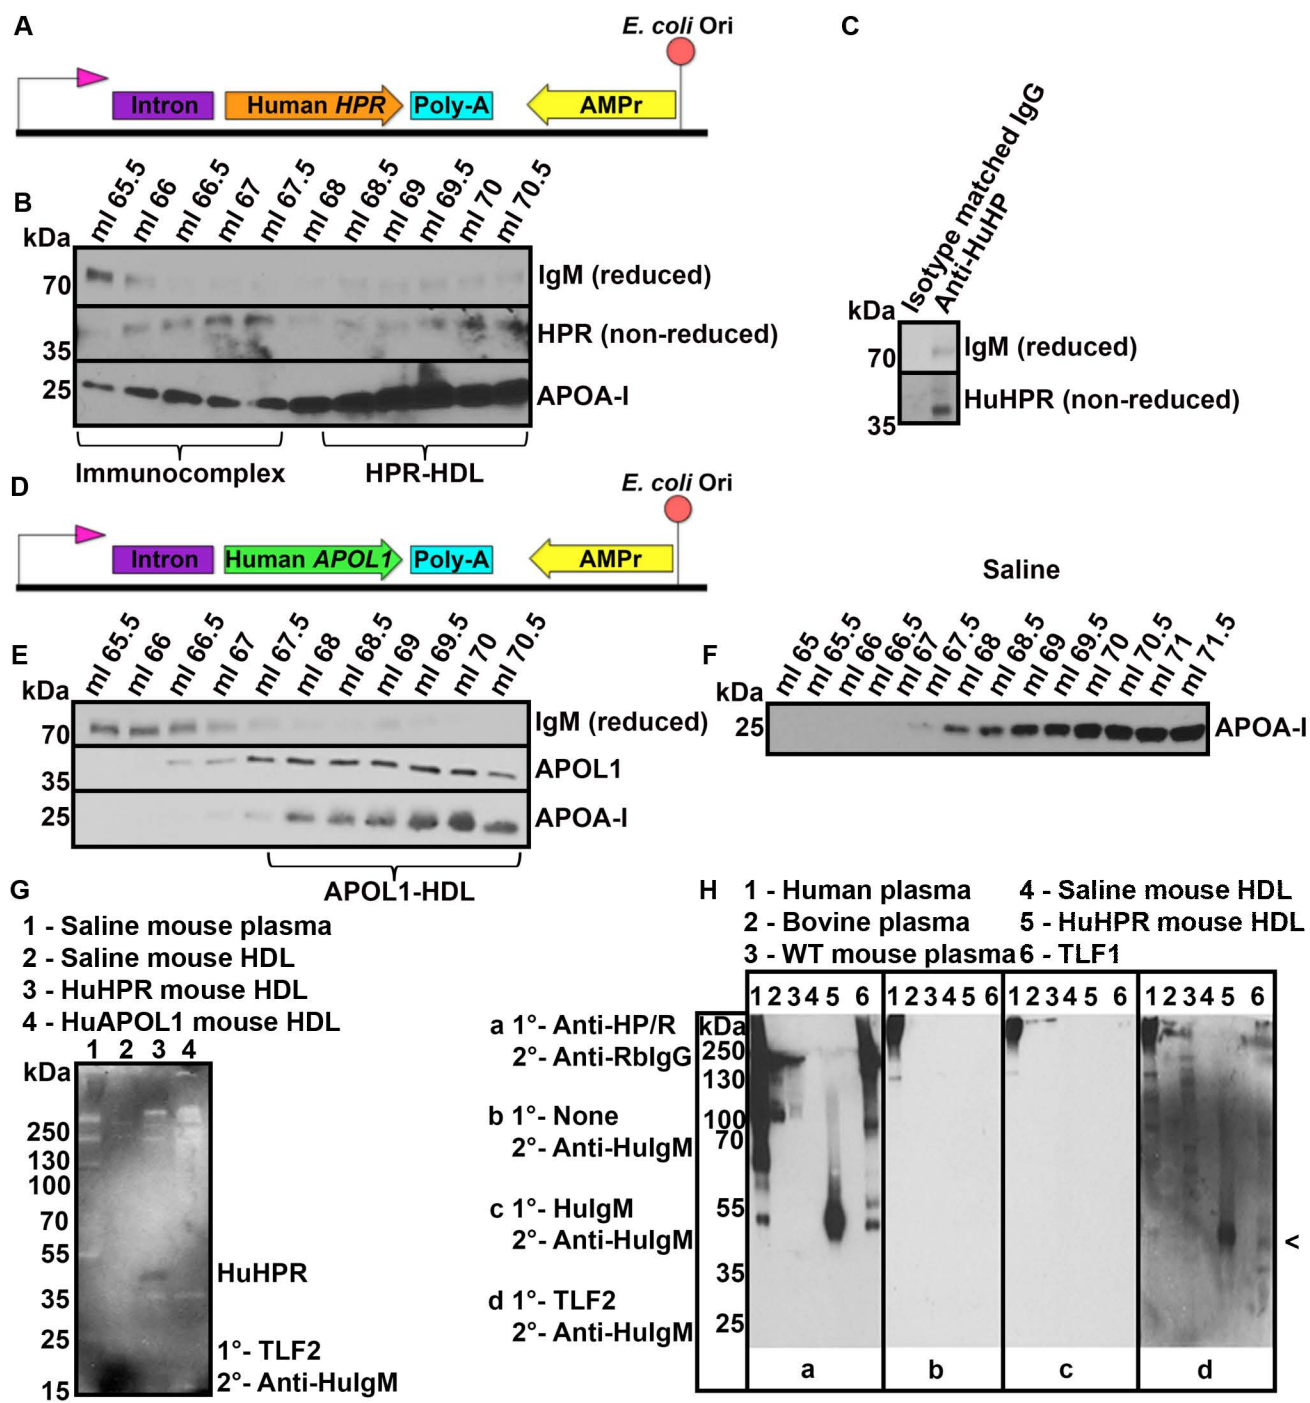 A
E. coli Ori
Intron
Human HPR
Poly-A
AMPr
B
ml 65.5
ml 66
ml 66.5
ml 67
ml 67.5
ml 68
ml 68.5
ml 69
ml 69.5
ml 70
ml 70.5
kDa
70
IgM (reduced)
35
HPR (non-reduced)
25
APOA-I
Immunocomplex
HPR-HDL
C
Isotype matched IgG
Anti-HuHP
kDa
70
IgM (reduced)
35
HuHPR (non-reduced)
D
E. coli Ori
Intron
Human APOL1
Poly-A
AMPr
E
ml 65.5
ml 66
ml 66.5
ml 67
ml 67.5
ml 68
ml 68.5
ml 69
ml 69.5
ml 70
ml 70.5
kDa
70
IgM (reduced)
35
APOL1
25
APOA-I
APOL1-HDL
Saline
F
ml 65
ml 65.5
ml 66
ml 66.5
ml 67
ml 67.5
ml 68
ml 68.5
ml 69
ml 69.5
ml 70
ml 70.5
ml 71
ml 71.5
kDa
25
APOA-I
G
1 - Saline mouse plasma
2 - Saline mouse HDL
3 - HuHPR mouse HDL
4 - HuAPOL1 mouse HDL
1 2 3 4
kDa
250
130
100
70
55
35
25
15
HuHPR
1°- TLF2
2°- Anti-HuIgM
H
1 - Human plasma
2 - Bovine plasma
3 - WT mouse plasma
4 - Saline mouse HDL
5 - HuHPR mouse HDL
6 - TLF1
a 1°- Anti-HP/R
2°- Anti-RbIgG
b 1°- None
2°- Anti-HuIgM
c 1°- HuIgM
2°- Anti-HuIgM
d 1°- TLF2
2°- Anti-HuIgM
1 2 3 4 5 6
1 2 3 4 5 6
1 2 3 4 5 6
1 2 3 4 5 6
kDa
250
130
100
70
55
35
25
<
a
b
c
d